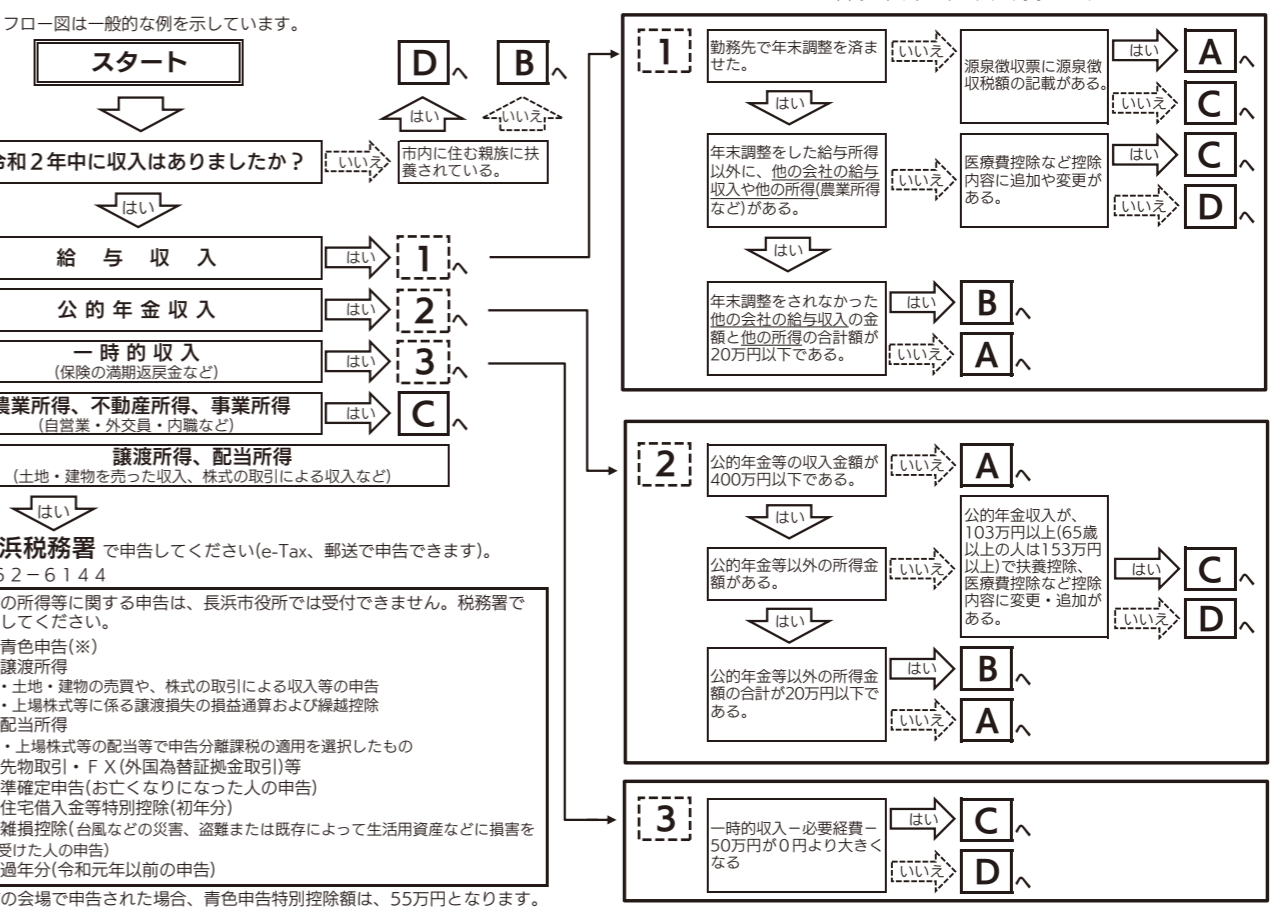 フロー図は一般的な例を示しています。
スタート
D へ
B へ
はい
いいえ
令和2年中に収入はありましたか?
いいえ
市内に住む親族に扶
養されている。
はい
給与収入
はい
1 へ
公的年金収入
はい
2 へ
一時的収入
(保険の満期返戻金など)
はい
3 へ
農業所得、不動産所得、事業所得
(自営業・外交員・内職など)
はい
C へ
譲渡所得、配当所得
(土地・建物を売った収入、株式の取引による収入など)
はい
浜税務署 で申告してください(e-Tax、郵送で申告できます)。
62-6144
の所得等に関する申告は、長浜市役所では受付できません。税務署で
してください。
青色申告(※)
譲渡所得
・土地・建物の売買や、株式の取引による収入等の申告
・上場株式等に係る譲渡損失の損益通算および繰越控除
配当所得
・上場株式等の配当等で申告分離課税の適用を選択したもの
先物取引・FX(外国為替証拠金取引)等
準確定申告(お亡くなりになった人の申告)
住宅借入金等特別控除(初年分)
雑損控除(台風などの災害、盗難または既存によって生活用資産などに損害を
受けた人の申告)
過年分(令和元年以前の申告)
の会場で申告された場合、青色申告特別控除額は、55万円となります。
1
勤務先で年末調整を済ま
せた。
いいえ
源泉徴収票に源泉徴
収税額の記載がある。
はい
A へ
いいえ
C へ
はい
年末調整をした給与所得
以外に、他の会社の給与
収入や他の所得(農業所得
など)がある。
いいえ
医療費控除など控除
内容に追加や変更が
ある。
はい
C へ
いいえ
D へ
はい
年末調整をされなかった
他の会社の給与収入の金
額と他の所得の合計額が
20万円以下である。
はい
B へ
いいえ
A へ
2
公的年金等の収入金額が
400万円以下である。
いいえ
A へ
はい
公的年金等以外の所得金
額がある。
いいえ
公的年金収入が、
103万円以上(65歳
以上の人は153万円
以上)で扶養控除、
医療費控除など控除
内容に変更・追加が
ある。
はい
C へ
いいえ
D へ
はい
公的年金等以外の所得金
額の合計が20万円以下で
ある。
はい
B へ
いいえ
A へ
3
一時的収入-必要経費-
50万円が0円より大きく
なる
はい
C へ
いいえ
D へ